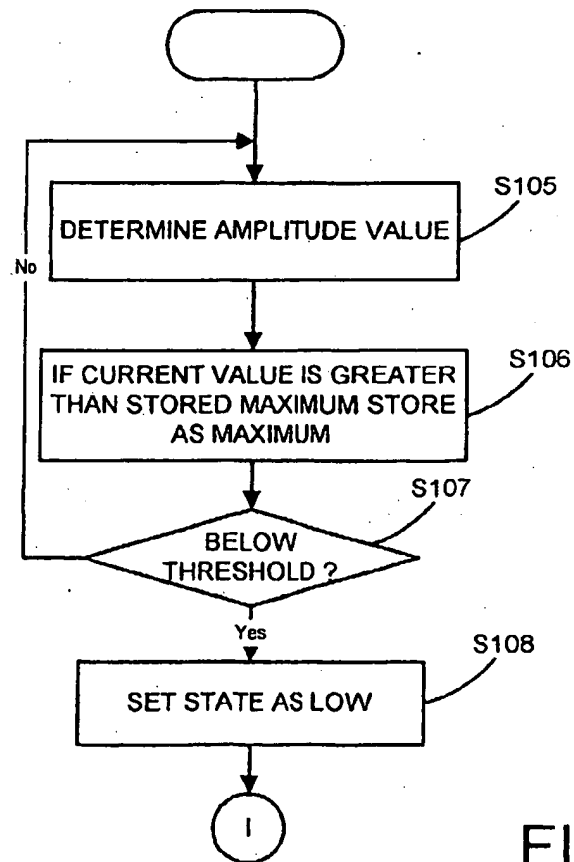 S105
DETERMINE AMPLITUDE VALUE
No
S106
IF CURRENT VALUE IS GREATER
THAN STORED MAXIMUM STORE
AS MAXIMUM
S107
BELOW
THRESHOLD ?
Yes
S108
SET STATE AS LOW
I